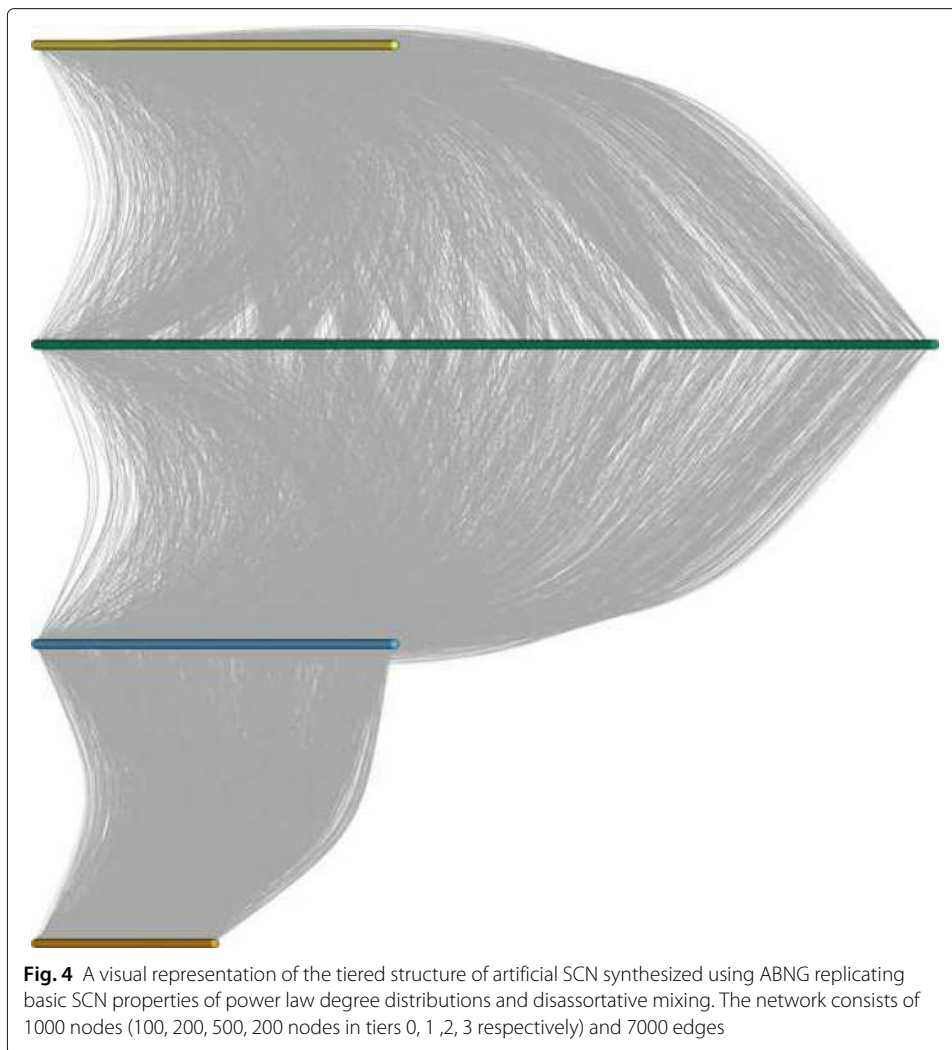 Fig. 4 A visual representation of the tiered structure of artificial SCN synthesized using ABNG replicating
basic SCN properties of power law degree distributions and disassortative mixing. The network consists of
1000 nodes (100, 200, 500, 200 nodes in tiers 0, 1 ,2, 3 respectively) and 7000 edges